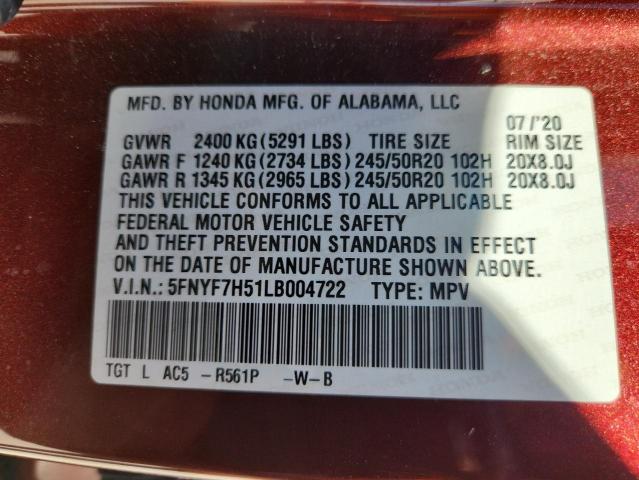 MFD. BY HONDA MFG. OF ALABAMA, LLC
07/'20
GVWR 2400 KG (5291 LBS) TIRE SIZE RIM SIZE
GAWR F 1240 KG (2734 LBS) 245/50R20 102H 20X8.0J
GAWR R 1345 KG (2965 LBS) 245/50R20 102H 20X8.0J
THIS VEHICLE CONFORMS TO ALL APPLICABLE
FEDERAL MOTOR VEHICLE SAFETY
AND THEFT PREVENTION STANDARDS IN EFFECT
ON THE DATE OF MANUFACTURE SHOWN ABOVE.
V.I.N.: 5FNYF7H51LB004722 TYPE: MPV
TGT L AC5 -R561P -W-B